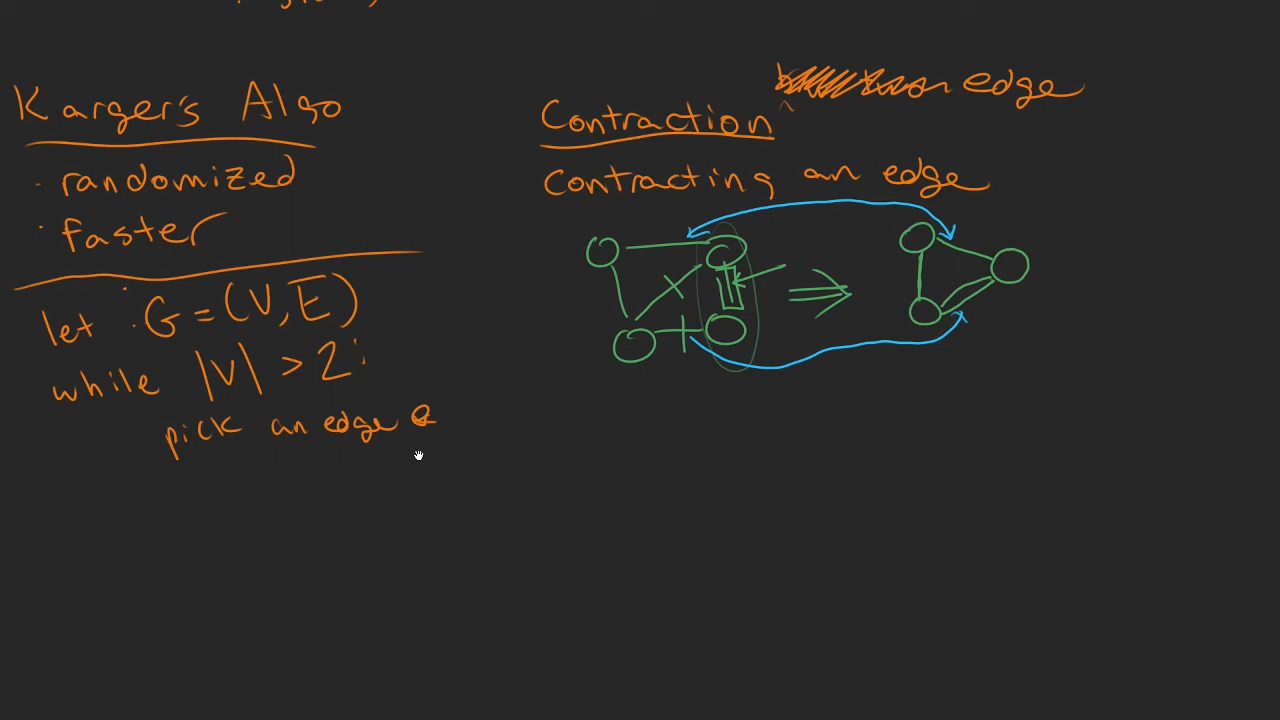 Karger's Algo
· randomized
· faster
let : G = (V, E)
while |V| > 2 :
pick an edge e
edge
Contraction
contracting an edge